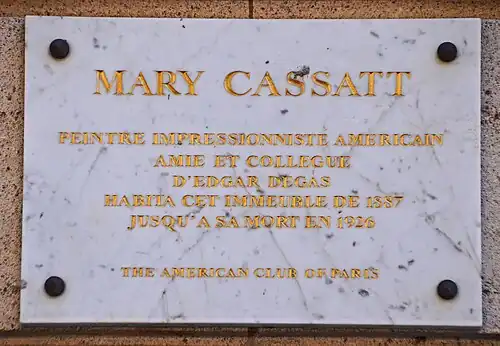 MARY CASSATT
PEINTRE IMPRESSIONNISTE AMERICAIN
AMIE ET COLLEGUE
D'EDGAR DEGAS
HABITA CET IMMEUBLE DE 1887
JUSQU'A SA MORT EN 1926
THE AMERICAN CLUB OF PARIS